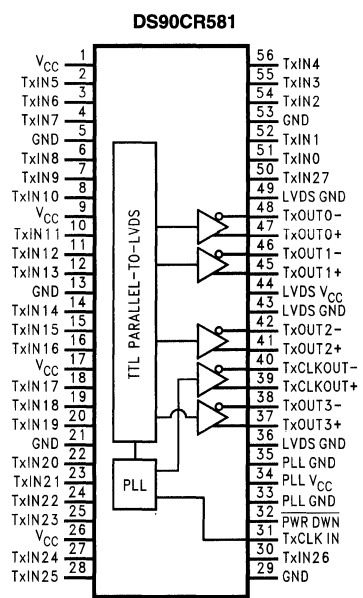 DS90CR581
VCC 1 56 TxIN4
TxIN5 2 55 TxIN3
TxIN6 3 54 TxIN2
TxIN7 4 53 GND
GND 5 52 TxIN1
TxIN8 6 51 TxIN0
TxIN9 7 50 TxIN27
TxIN10 8 49 LVDS GND
VCC 9 48 TxOUT0-
TxIN11 10 47 TxOUT0+
TxIN12 11 46 TxOUT1-
TxIN13 12 45 TxOUT1+
GND 13 44 LVDS VCC
TxIN14 14 43 LVDS GND
TxIN15 15 42 TxOUT2-
TxIN16 16 41 TxOUT2+
VCC 17 40 TxCLKOUT-
TxIN17 18 39 TxCLKOUT+
TxIN18 19 38 TxOUT3-
TxIN19 20 37 TxOUT3+
GND 21 36 LVDS GND
TxIN20 22 35 PLL GND
TxIN21 23 34 PLL VCC
TxIN22 24 33 PLL GND
TxIN23 25 32 PWR DWN
VCC 26 31 TxCLK IN
TxIN24 27 30 TxIN26
TxIN25 28 29 GND
TTL PARALLEL-TO-LVDS
PLL